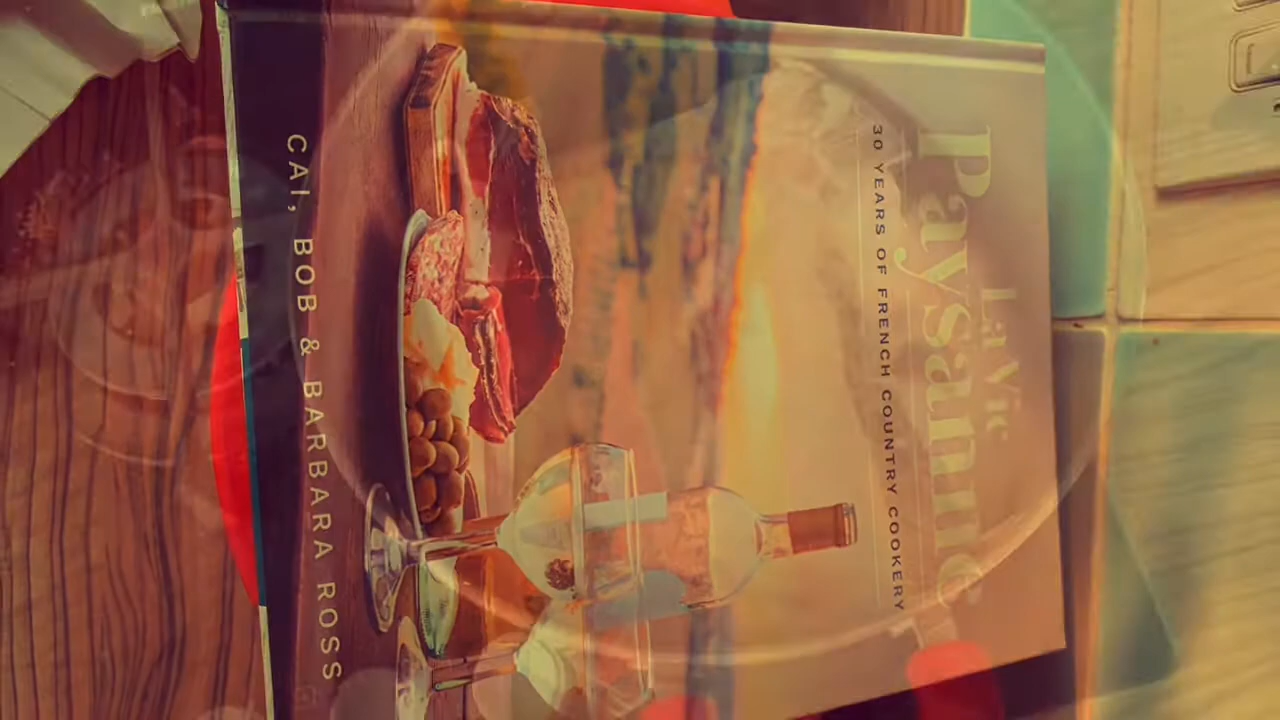 La Vie
Paysanne
30 YEARS OF FRENCH COUNTRY COOKERY
CAI, BOB & BARBARA ROSS